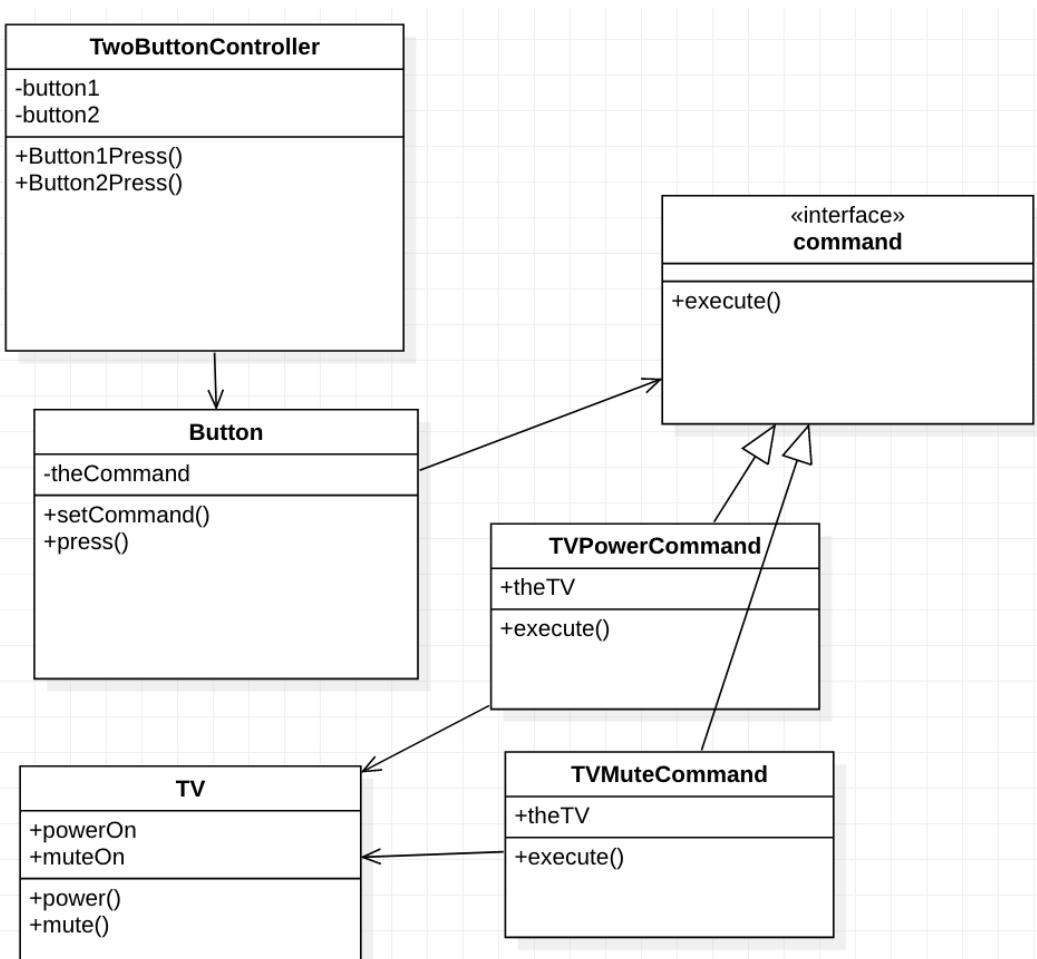 TwoButtonController
-button1
-button2
+Button1Press()
+Button2Press()
«interface»
command
+execute()
Button
-theCommand
+setCommand()
+press()
TVPowerCommand
+theTV
+execute()
TVMuteCommand
+theTV
+execute()
TV
+powerOn
+muteOn
+power()
+mute()